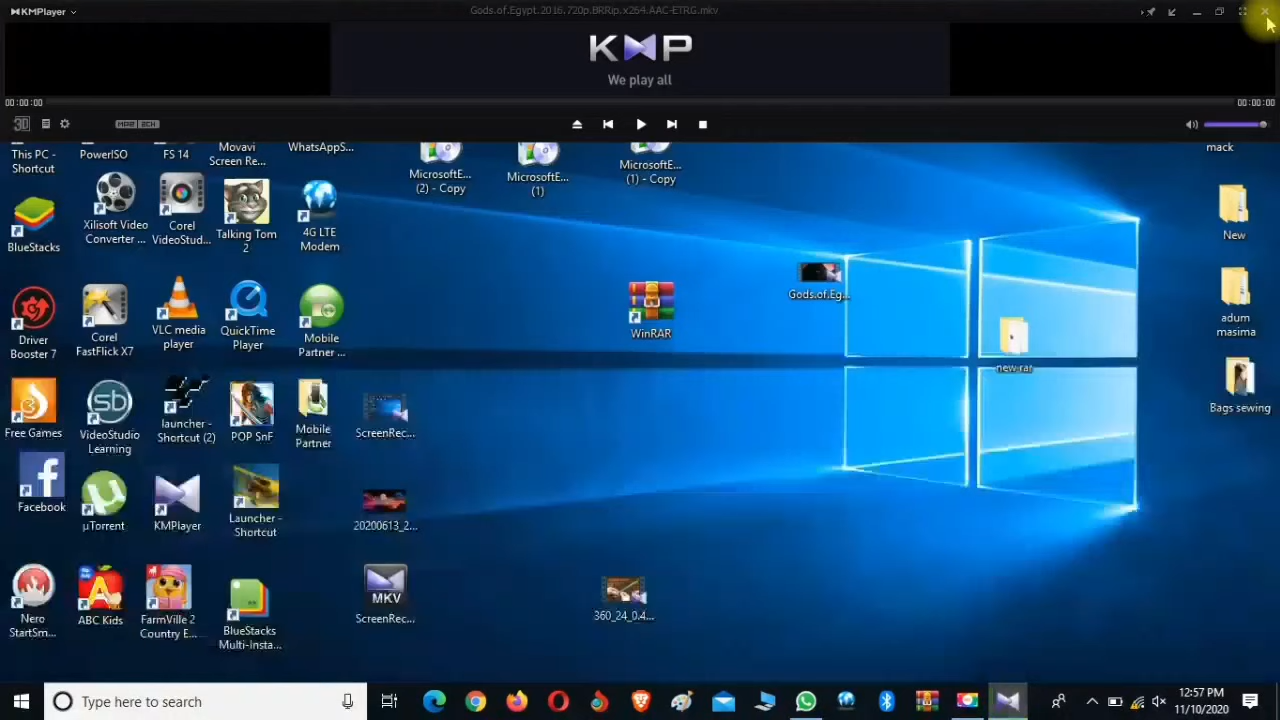 KMPlayer
Gods.of.Egypt.2016.720p.BRRip.x264.AAC-ETRG.mkv
KMP
We play all
00:00:00
00:00:00
3D
This PC -
Shortcut
PowerISO
FS 14
Movavi
Screen Re...
WhatsAppS...
MicrosoftE...
(2) - Copy
MicrosoftE...
(1)
MicrosoftE...
(1) - Copy
mack
BlueStacks
Xilisoft Video
Converter ...
Corel
VideoStud...
Talking Tom
2
4G LTE
Modem
New
Gods.of.Eg...
WinRAR
new rar
adum
masima
Driver
Booster 7
Corel
FastFlick X7
VLC media
player
QuickTime
Player
Mobile
Partner ...
Bags sewing
Free Games
VideoStudio
Learning
launcher -
Shortcut (2)
POP SnF
Mobile
Partner
ScreenRec...
Facebook
µTorrent
KMPlayer
Launcher -
Shortcut
20200613_2...
Nero
StartSm...
ABC Kids
FarmVille 2
Country E...
BlueStacks
Multi-Insta...
MKV
ScreenRec...
360_24_0.4...
Type here to search
12:57 PM
11/10/2020